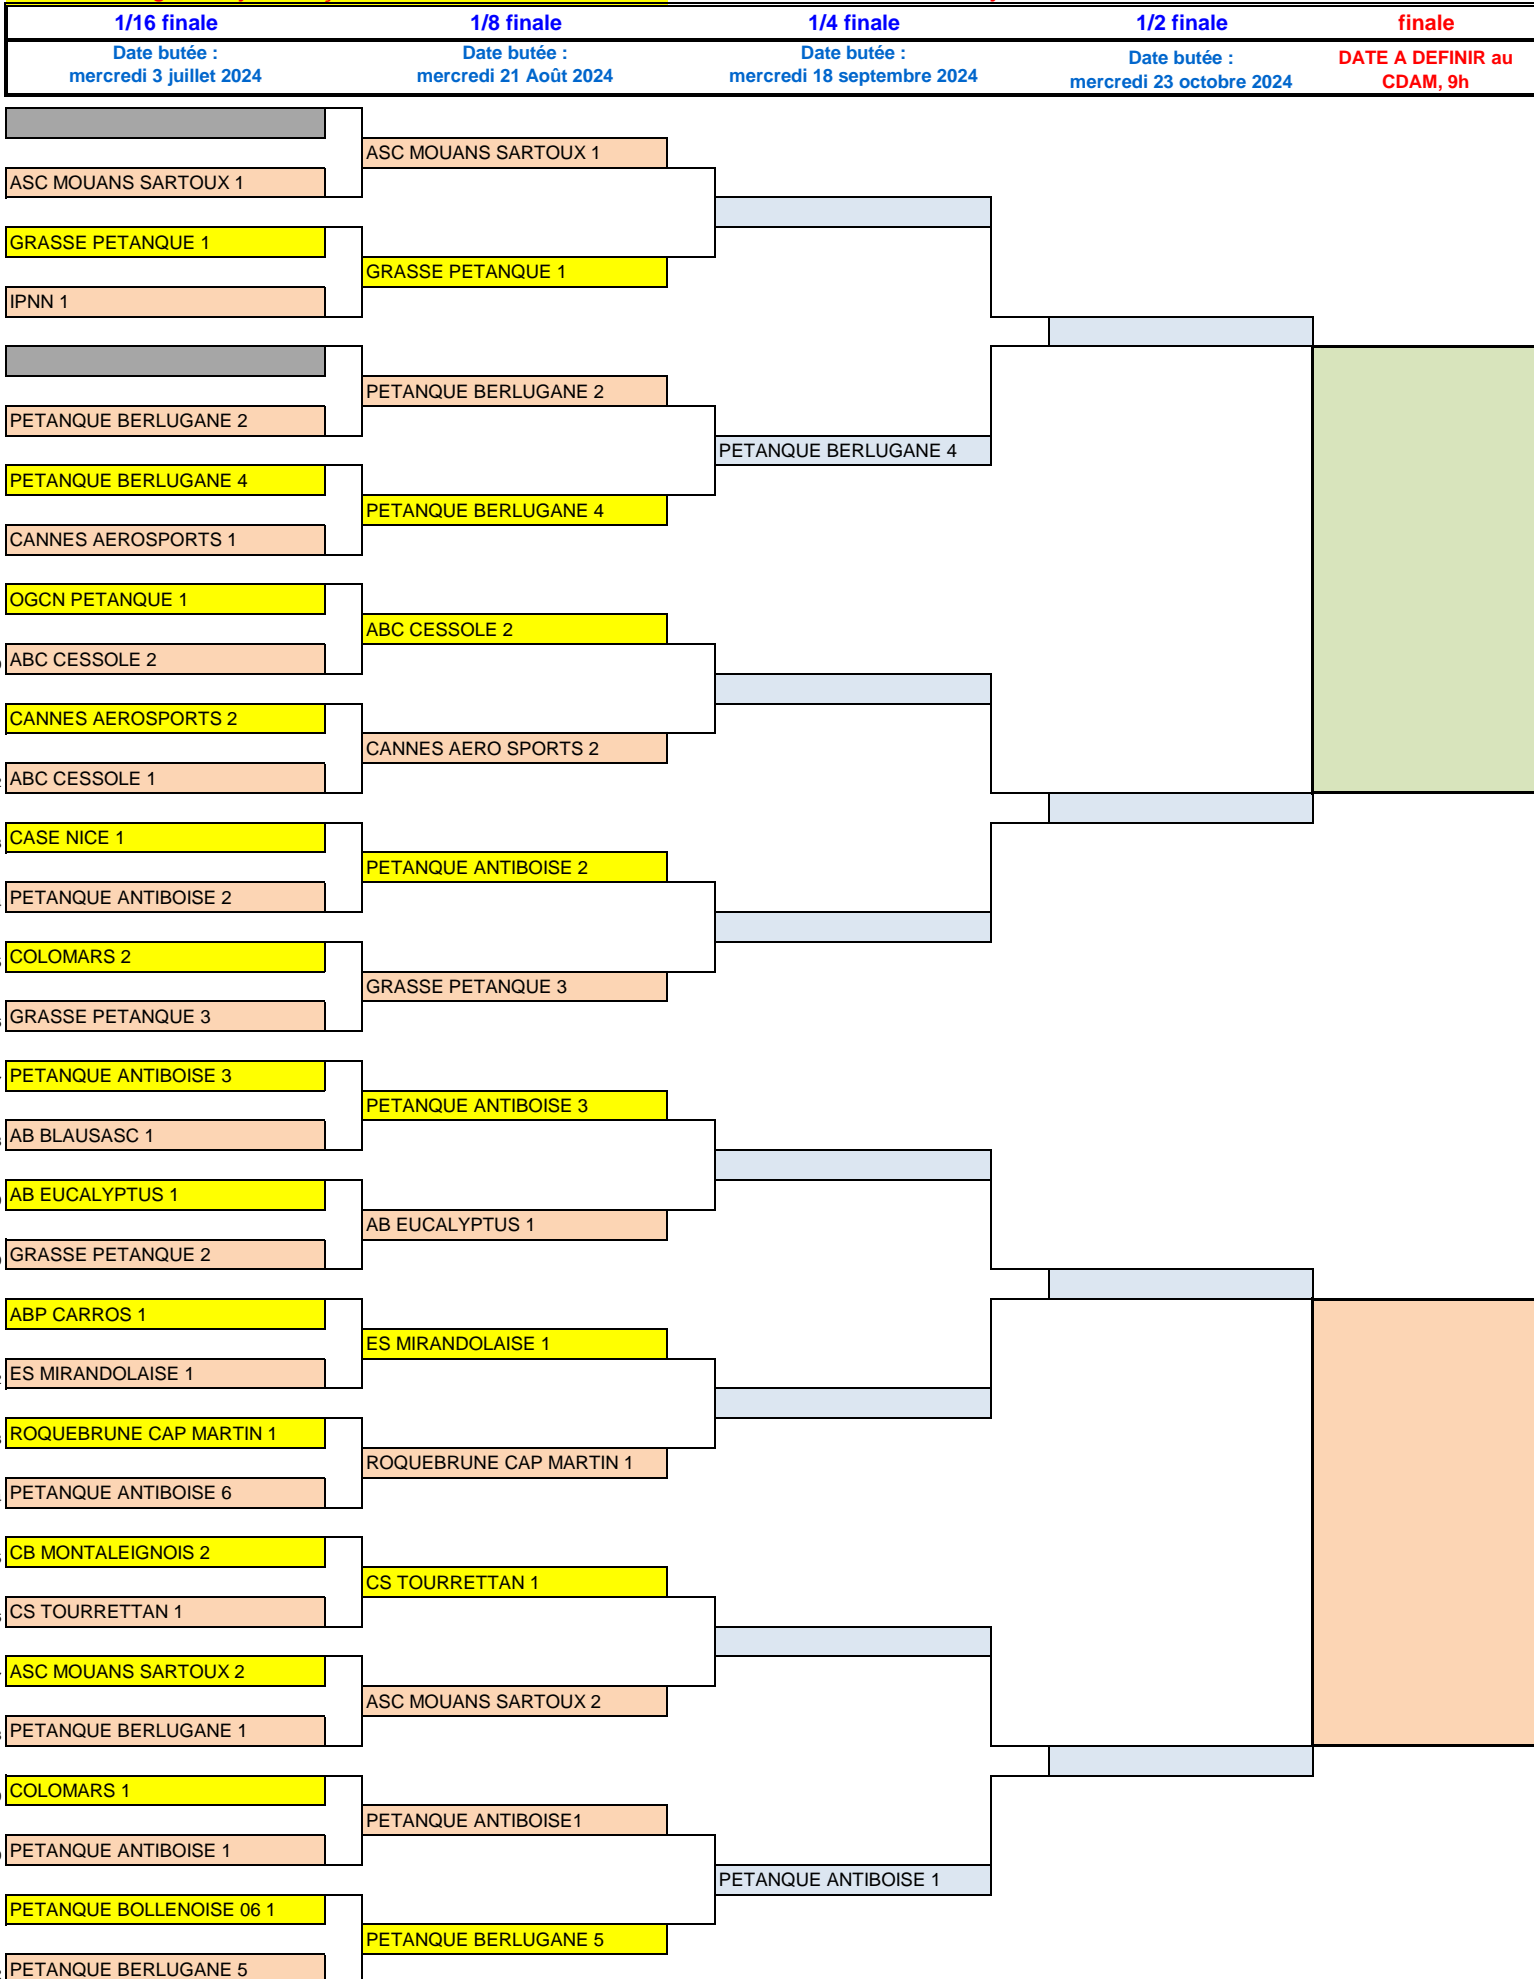 1/16 finale
1/8 finale
1/4 finale
1/2 finale
finale
Date butée :
mercredi 3 juillet 2024
Date butée :
mercredi 21 Août 2024
Date butée :
mercredi 18 septembre 2024
Date butée :
mercredi 23 octobre 2024
DATE A DEFINIR au
CDAM, 9h
ASC MOUANS SARTOUX 1
ASC MOUANS SARTOUX 1
GRASSE PETANQUE 1
GRASSE PETANQUE 1
IPNN 1
PETANQUE BERLUGANE 2
PETANQUE BERLUGANE 2
PETANQUE BERLUGANE 4
PETANQUE BERLUGANE 4
PETANQUE BERLUGANE 4
CANNES AEROSPORTS 1
OGCN PETANQUE 1
ABC CESSOLE 2
ABC CESSOLE 2
CANNES AEROSPORTS 2
CANNES AERO SPORTS 2
ABC CESSOLE 1
CASE NICE 1
PETANQUE ANTIBOISE 2
PETANQUE ANTIBOISE 2
COLOMARS 2
GRASSE PETANQUE 3
GRASSE PETANQUE 3
PETANQUE ANTIBOISE 3
PETANQUE ANTIBOISE 3
AB BLAUSASC 1
AB EUCALYPTUS 1
AB EUCALYPTUS 1
GRASSE PETANQUE 2
ABP CARROS 1
ES MIRANDOLAISE 1
ES MIRANDOLAISE 1
ROQUEBRUNE CAP MARTIN 1
ROQUEBRUNE CAP MARTIN 1
PETANQUE ANTIBOISE 6
CB MONTALEIGNOIS 2
CS TOURRETTAN 1
CS TOURRETTAN 1
ASC MOUANS SARTOUX 2
ASC MOUANS SARTOUX 2
PETANQUE BERLUGANE 1
COLOMARS 1
PETANQUE ANTIBOISE1
PETANQUE ANTIBOISE 1
PETANQUE ANTIBOISE 1
PETANQUE BOLLENOISE 06 1
PETANQUE BERLUGANE 5
PETANQUE BERLUGANE 5